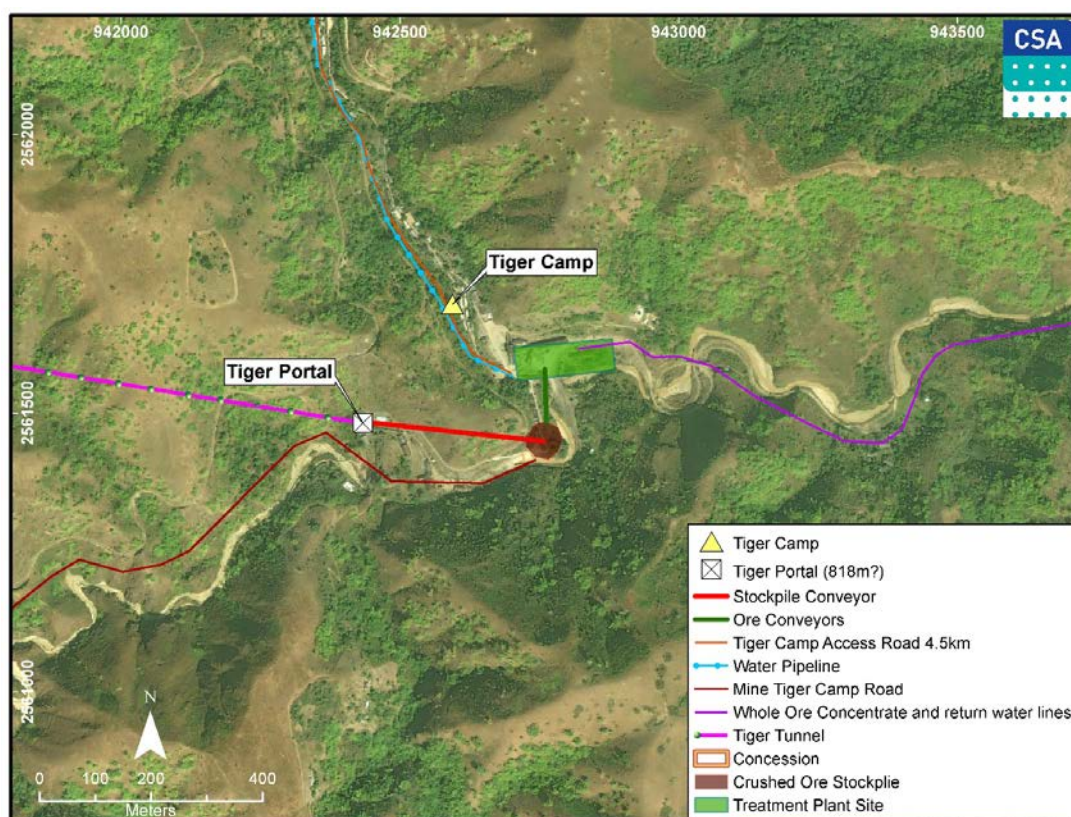 942000
942500
943000
943500
CSA
2562000
Tiger Camp
Tiger Portal
2561500
2561000
N
0 100 200 400
Meters
Tiger Camp
Tiger Portal (818m?)
Stockpile Conveyor
Ore Conveyors
Tiger Camp Access Road 4.5km
Water Pipeline
Mine Tiger Camp Road
Whole Ore Concentrate and return water lines
Tiger Tunnel
Concession
Crushed Ore Stockplie
Treatment Plant Site